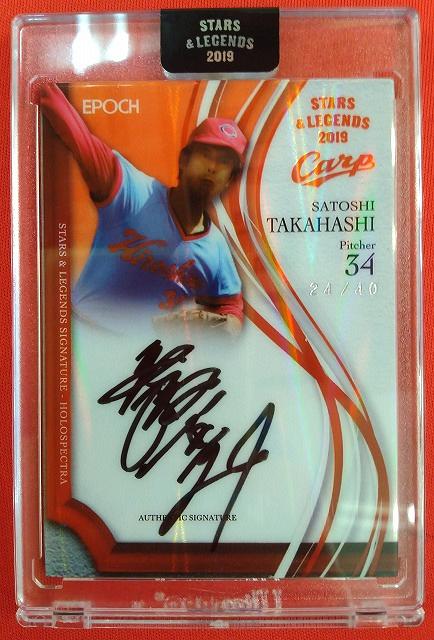 STARS
& LEGENDS
2019
EPOCH
STARS
& LEGENDS
2019
Carp
SATOSHI
TAKAHASHI
Pitcher
34
24/40
Hiroshima
STARS & LEGENDS SIGNATURE - HOLOSPECTRA
AUTHENTIC SIGNATURE